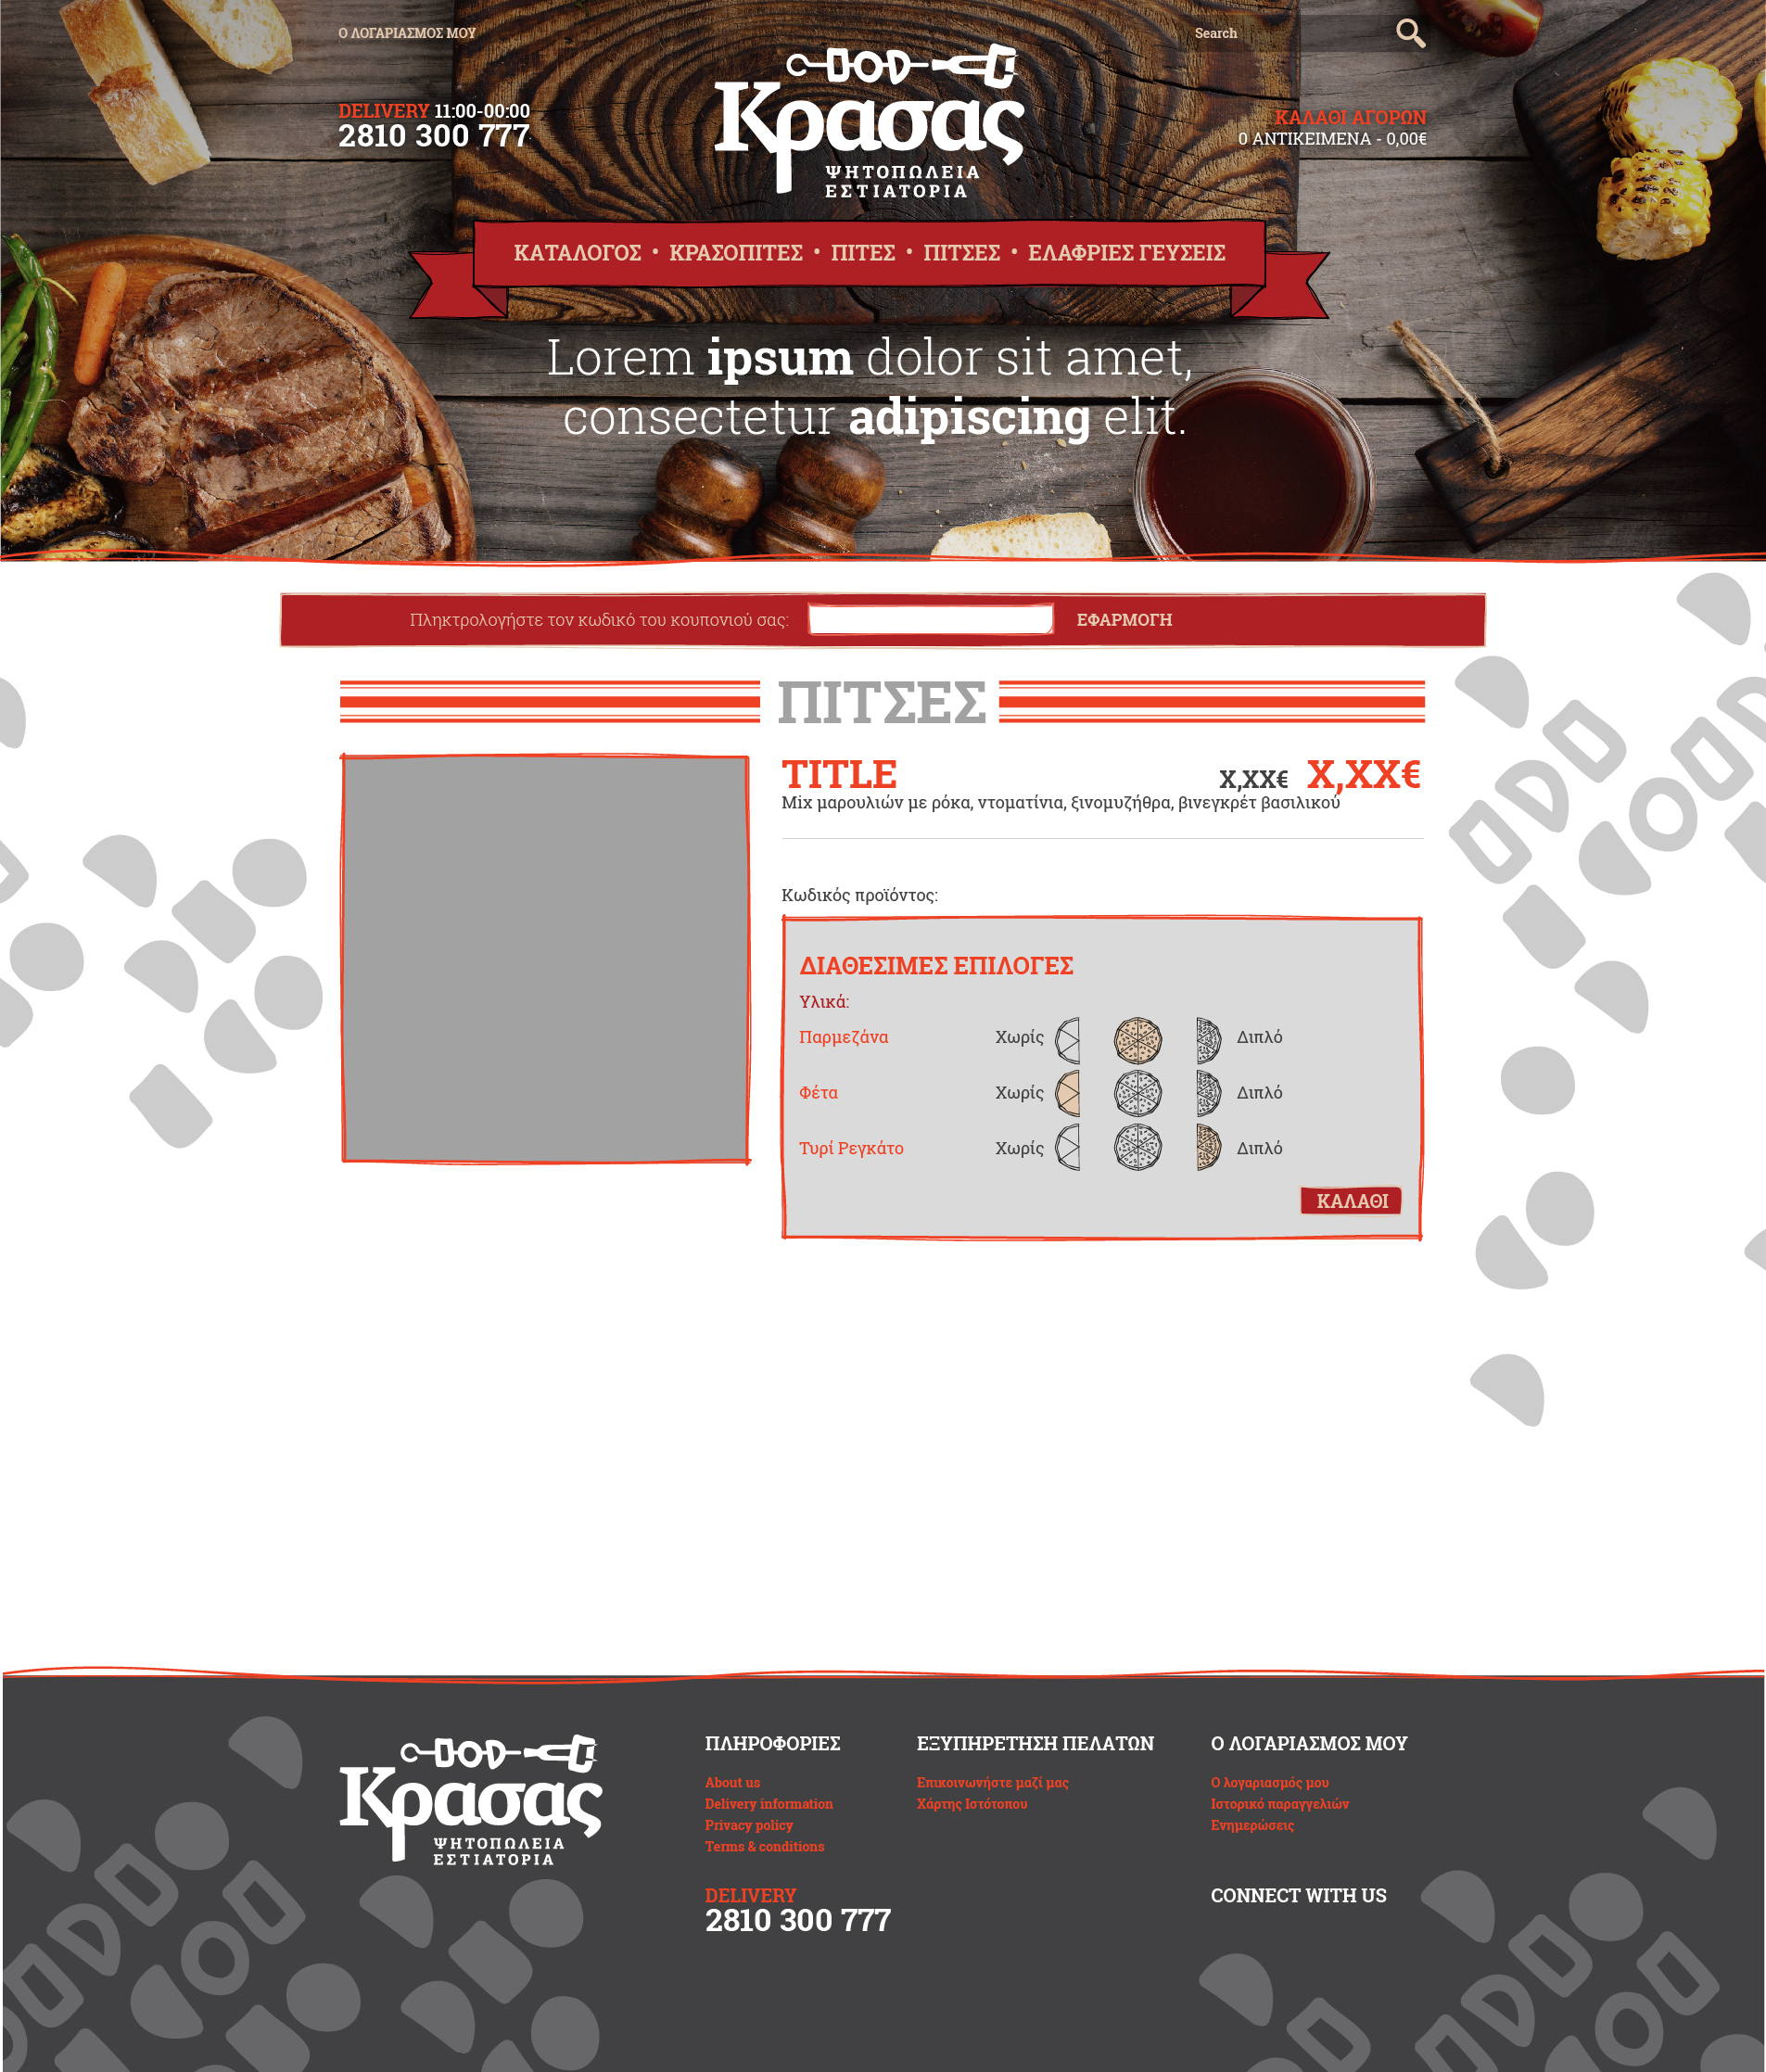 Ο ΛΟΓΑΡΙΑΣΜΟΣ ΜΟΥ
Search
DELIVERY 11:00-00:00
2810 300 777
Κρασας
ΨΗΤΟΠΩΛΕΙΑ
ΕΣΤΙΑΤΟΡΙΑ
ΚΑΛΑΘΙ ΑΓΟΡΩΝ
0 ΑΝΤΙΚΕΙΜΕΝΑ - 0,00€
ΚΑΤΑΛΟΓΟΣ • ΚΡΑΣΟΠΙΤΕΣ • ΠΙΤΕΣ • ΠΙΤΣΕΣ • ΕΛΑΦΡΙΕΣ ΓΕΥΣΕΙΣ
Lorem ipsum dolor sit amet,
consectetur adipiscing elit.
Πληκτρολογήστε τον κωδικό του κουπονιού σας:
ΕΦΑΡΜΟΓΗ
ΠΙΤΣΕΣ
TITLE
X,XX€ X,XX€
Mix μαρουλιών με ρόκα, ντοματίνια, ξινομυζήθρα, βινεγκρέτ βασιλικού
Κωδικός προϊόντος:
ΔΙΑΘΕΣΙΜΕΣ ΕΠΙΛΟΓΕΣ
Υλικά:
Παρμεζάνα Χωρίς Διπλό
Φέτα Χωρίς Διπλό
Τυρί Ρεγκάτο Χωρίς Διπλό
ΚΑΛΑΘΙ
Κρασας
ΨΗΤΟΠΩΛΕΙΑ
ΕΣΤΙΑΤΟΡΙΑ
ΠΛΗΡΟΦΟΡΙΕΣ
About us
Delivery information
Privacy policy
Terms & conditions
ΕΞΥΠΗΡΕΤΗΣΗ ΠΕΛΑΤΩΝ
Επικοινωνήστε μαζί μας
Χάρτης Ιστότοπου
Ο ΛΟΓΑΡΙΑΣΜΟΣ ΜΟΥ
Ο λογαριασμός μου
Ιστορικό παραγγελιών
Ενημερώσεις
DELIVERY
2810 300 777
CONNECT WITH US